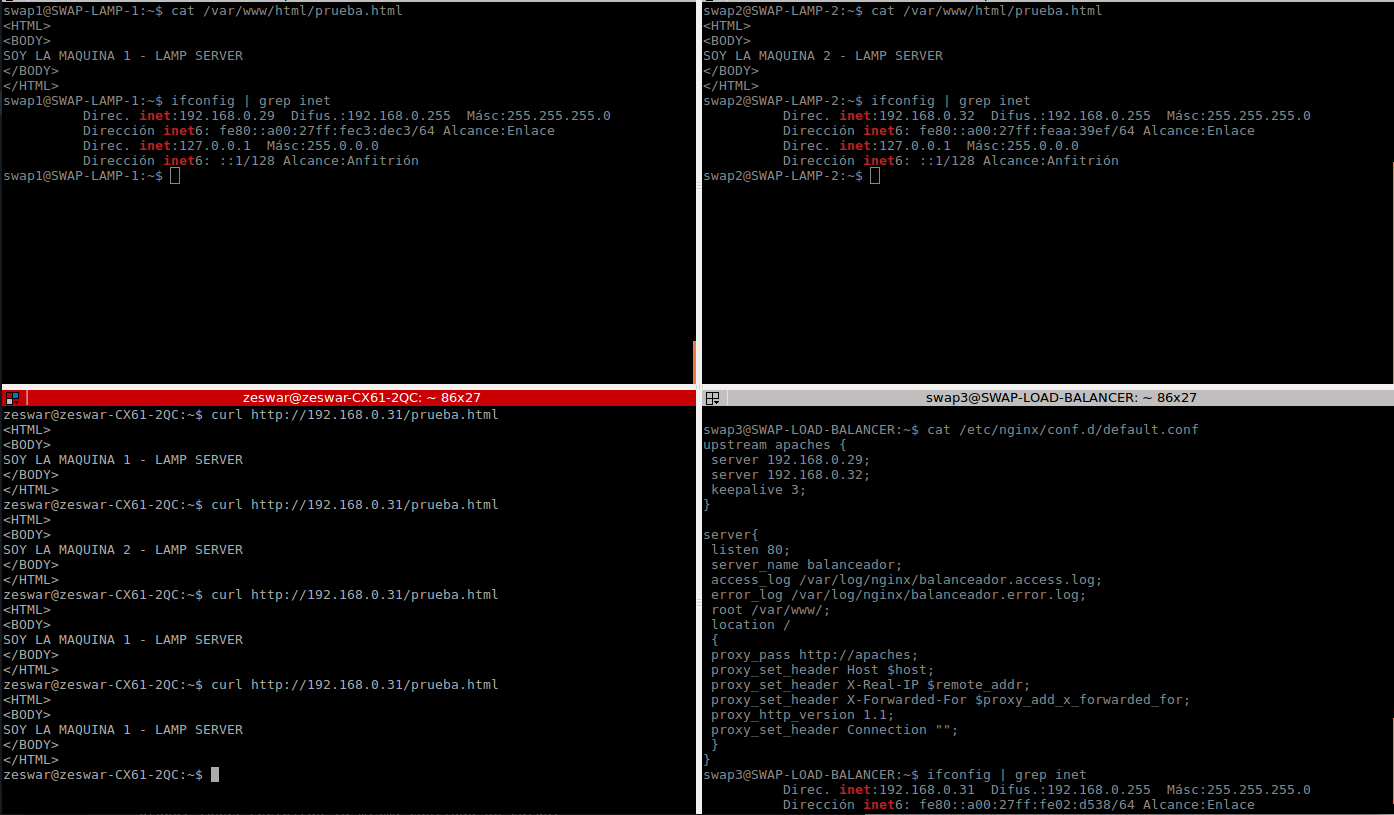 swap1@SWAP-LAMP-1:~$ cat /var/www/html/prueba.html
<HTML>
<BODY>
SOY LA MAQUINA 1 - LAMP SERVER
</BODY>
</HTML>
swap1@SWAP-LAMP-1:~$ ifconfig | grep inet
Direc. inet:192.168.0.29  Difus.:192.168.0.255  Másc:255.255.255.0
Dirección inet6: fe80::a00:27ff:fec3:dec3/64 Alcance:Enlace
Direc. inet:127.0.0.1  Másc:255.0.0.0
Dirección inet6: ::1/128 Alcance:Anfitrión
swap1@SWAP-LAMP-1:~$
swap2@SWAP-LAMP-2:~$ cat /var/www/html/prueba.html
<HTML>
<BODY>
SOY LA MAQUINA 2 - LAMP SERVER
</BODY>
</HTML>
swap2@SWAP-LAMP-2:~$ ifconfig | grep inet
Direc. inet:192.168.0.32  Difus.:192.168.0.255  Másc:255.255.255.0
Dirección inet6: fe80::a00:27ff:feaa:39ef/64 Alcance:Enlace
Direc. inet:127.0.0.1  Másc:255.0.0.0
Dirección inet6: ::1/128 Alcance:Anfitrión
swap2@SWAP-LAMP-2:~$
zeswar@zeswar-CX61-2QC: ~ 86x27
zeswar@zeswar-CX61-2QC:~$ curl http://192.168.0.31/prueba.html
<HTML>
<BODY>
SOY LA MAQUINA 1 - LAMP SERVER
</BODY>
</HTML>
zeswar@zeswar-CX61-2QC:~$ curl http://192.168.0.31/prueba.html
<HTML>
<BODY>
SOY LA MAQUINA 2 - LAMP SERVER
</BODY>
</HTML>
zeswar@zeswar-CX61-2QC:~$ curl http://192.168.0.31/prueba.html
<HTML>
<BODY>
SOY LA MAQUINA 1 - LAMP SERVER
</BODY>
</HTML>
zeswar@zeswar-CX61-2QC:~$ curl http://192.168.0.31/prueba.html
<HTML>
<BODY>
SOY LA MAQUINA 1 - LAMP SERVER
</BODY>
</HTML>
zeswar@zeswar-CX61-2QC:~$
swap3@SWAP-LOAD-BALANCER: ~ 86x27
swap3@SWAP-LOAD-BALANCER:~$ cat /etc/nginx/conf.d/default.conf
upstream apaches {
server 192.168.0.29;
server 192.168.0.32;
keepalive 3;
}
server{
listen 80;
server_name balanceador;
access_log /var/log/nginx/balanceador.access.log;
error_log /var/log/nginx/balanceador.error.log;
root /var/www/;
location /
{
proxy_pass http://apaches;
proxy_set_header Host $host;
proxy_set_header X-Real-IP $remote_addr;
proxy_set_header X-Forwarded-For $proxy_add_x_forwarded_for;
proxy_http_version 1.1;
proxy_set_header Connection "";
}
}
swap3@SWAP-LOAD-BALANCER:~$ ifconfig | grep inet
Direc. inet:192.168.0.31  Difus.:192.168.0.255  Másc:255.255.255.0
Dirección inet6: fe80::a00:27ff:fe02:d538/64 Alcance:Enlace